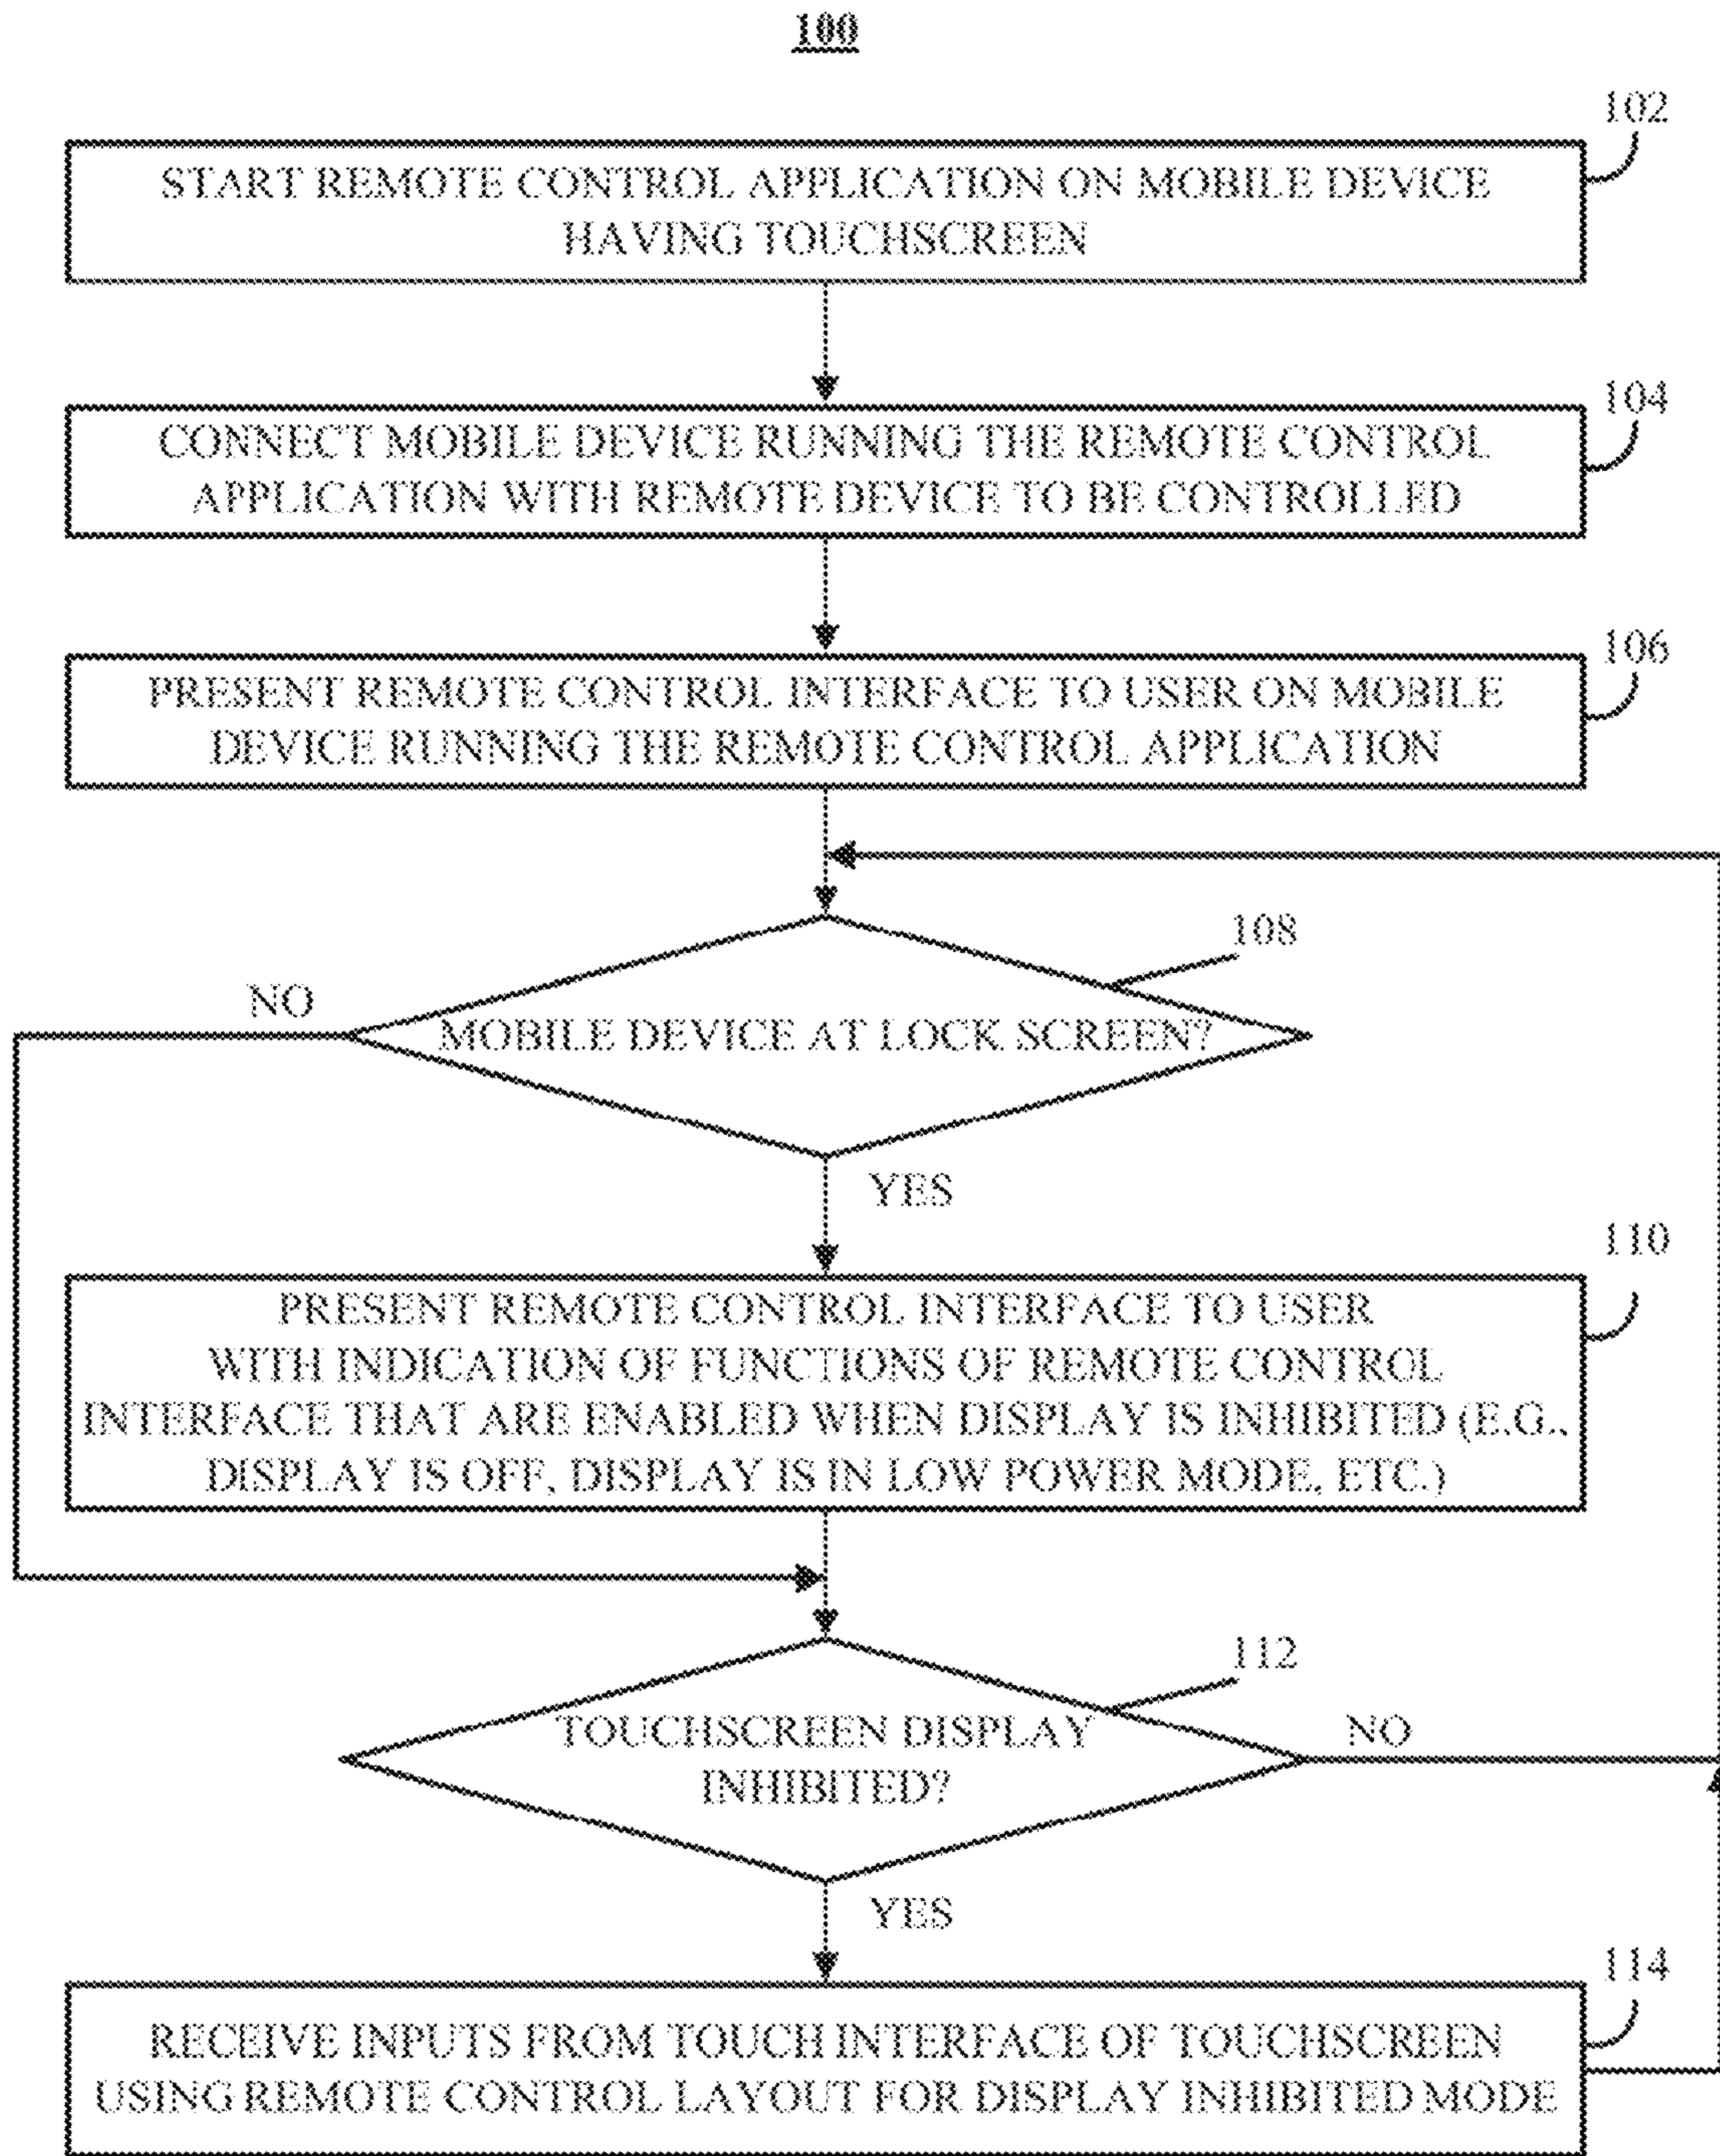 100
102
START REMOTE CONTROL APPLICATION ON MOBILE DEVICE
HAVING TOUCHSCREEN
104
CONNECT MOBILE DEVICE RUNNING THE REMOTE CONTROL
APPLICATION WITH REMOTE DEVICE TO BE CONTROLLED
106
PRESENT REMOTE CONTROL INTERFACE TO USER ON MOBILE
DEVICE RUNNING THE REMOTE CONTROL APPLICATION
108
NO
MOBILE DEVICE AT LOCK SCREEN?
YES
110
PRESENT REMOTE CONTROL INTERFACE TO USER
WITH INDICATION OF FUNCTIONS OF REMOTE CONTROL
INTERFACE THAT ARE ENABLED WHEN DISPLAY IS INHIBITED (E.G.,
DISPLAY IS OFF, DISPLAY IS IN LOW POWER MODE, ETC.)
112
TOUCHSCREEN DISPLAY
INHIBITED?
NO
YES
114
RECEIVE INPUTS FROM TOUCH INTERFACE OF TOUCHSCREEN
USING REMOTE CONTROL LAYOUT FOR DISPLAY INHIBITED MODE